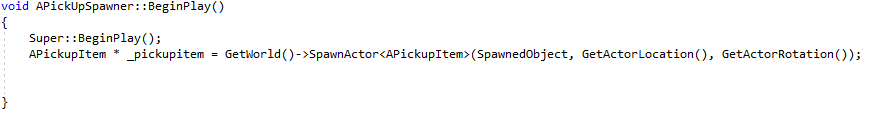 void APickUpSpawner::BeginPlay()
{
Super::BeginPlay();
APickupItem * _pickupitem = GetWorld()->SpawnActor<APickupItem>(SpawnedObject, GetActorLocation(), GetActorRotation());
}